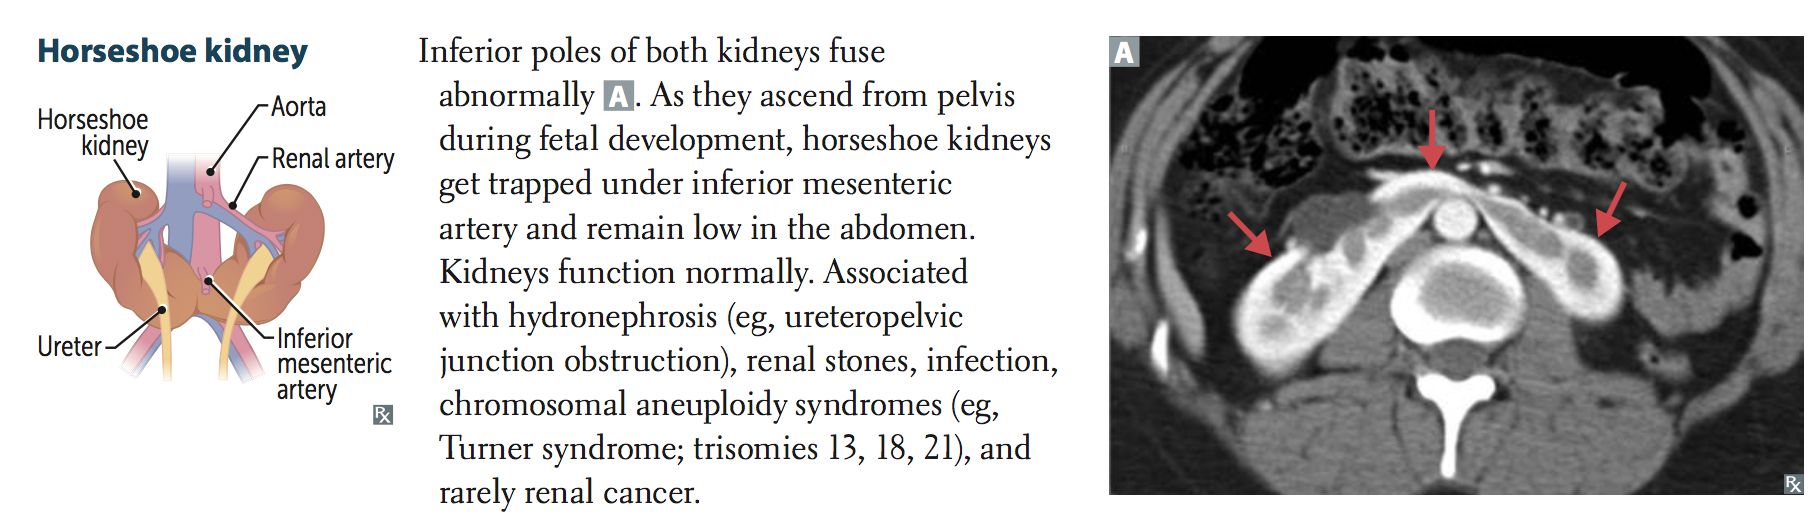 Horseshoe kidney
Horseshoe
kidney
Aorta
Renal artery
Ureter
Inferior
mesenteric
artery
Rx
Inferior poles of both kidneys fuse
abnormally A. As they ascend from pelvis
during fetal development, horseshoe kidneys
get trapped under inferior mesenteric
artery and remain low in the abdomen.
Kidneys function normally. Associated
with hydronephrosis (eg, ureteropelvic
junction obstruction), renal stones, infection,
chromosomal aneuploidy syndromes (eg,
Turner syndrome; trisomies 13, 18, 21), and
rarely renal cancer.
A
Rx